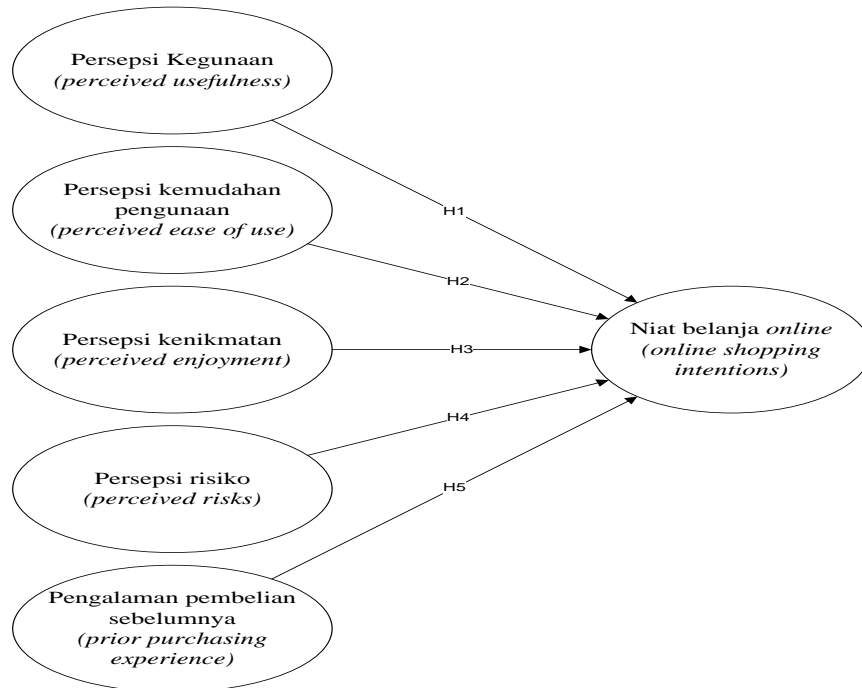 Persepsi Kegunaan
(perceived usefulness)
Persepsi kemudahan
pengunaan
(perceived ease of use)
Persepsi kenikmatan
(perceived enjoyment)
Persepsi risiko
(perceived risks)
Pengalaman pembelian
sebelumnya
(prior purchasing
experience)
H1
H2
H3
H4
H5
Niat belanja online
(online shopping
intentions)